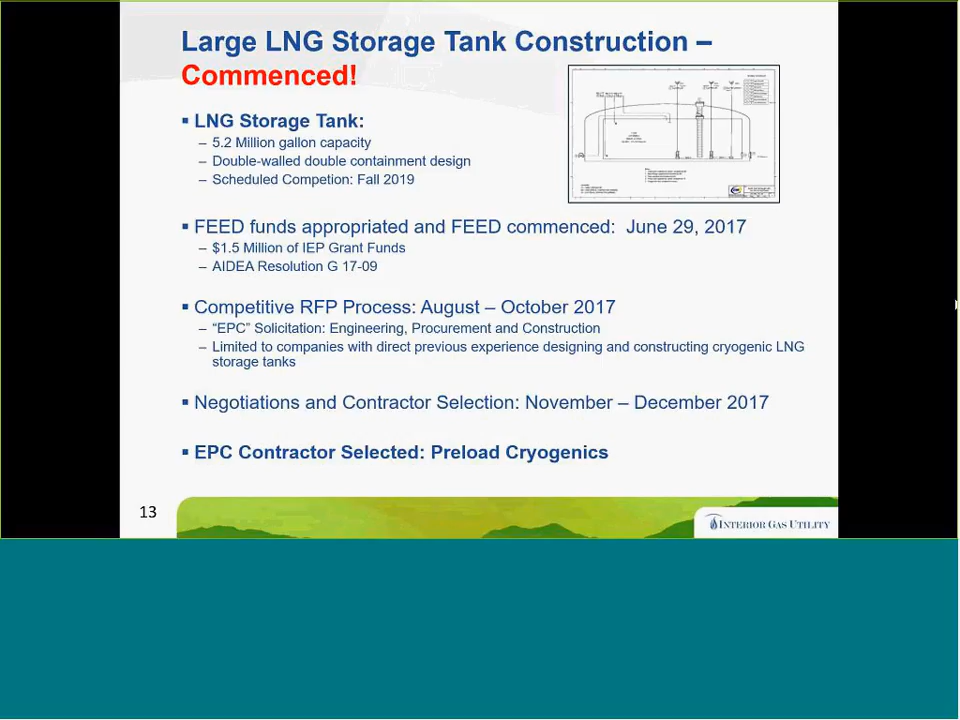 Large LNG Storage Tank Construction –
Commenced!
▪ LNG Storage Tank:
– 5.2 Million gallon capacity
– Double-walled double containment design
– Scheduled Competion: Fall 2019
▪ FEED funds appropriated and FEED commenced: June 29, 2017
– $1.5 Million of IEP Grant Funds
– AIDEA Resolution G 17-09
▪ Competitive RFP Process: August – October 2017
– “EPC” Solicitation: Engineering, Procurement and Construction
– Limited to companies with direct previous experience designing and constructing cryogenic LNG
storage tanks
▪ Negotiations and Contractor Selection: November – December 2017
▪ EPC Contractor Selected: Preload Cryogenics
13
INTERIOR GAS UTILITY